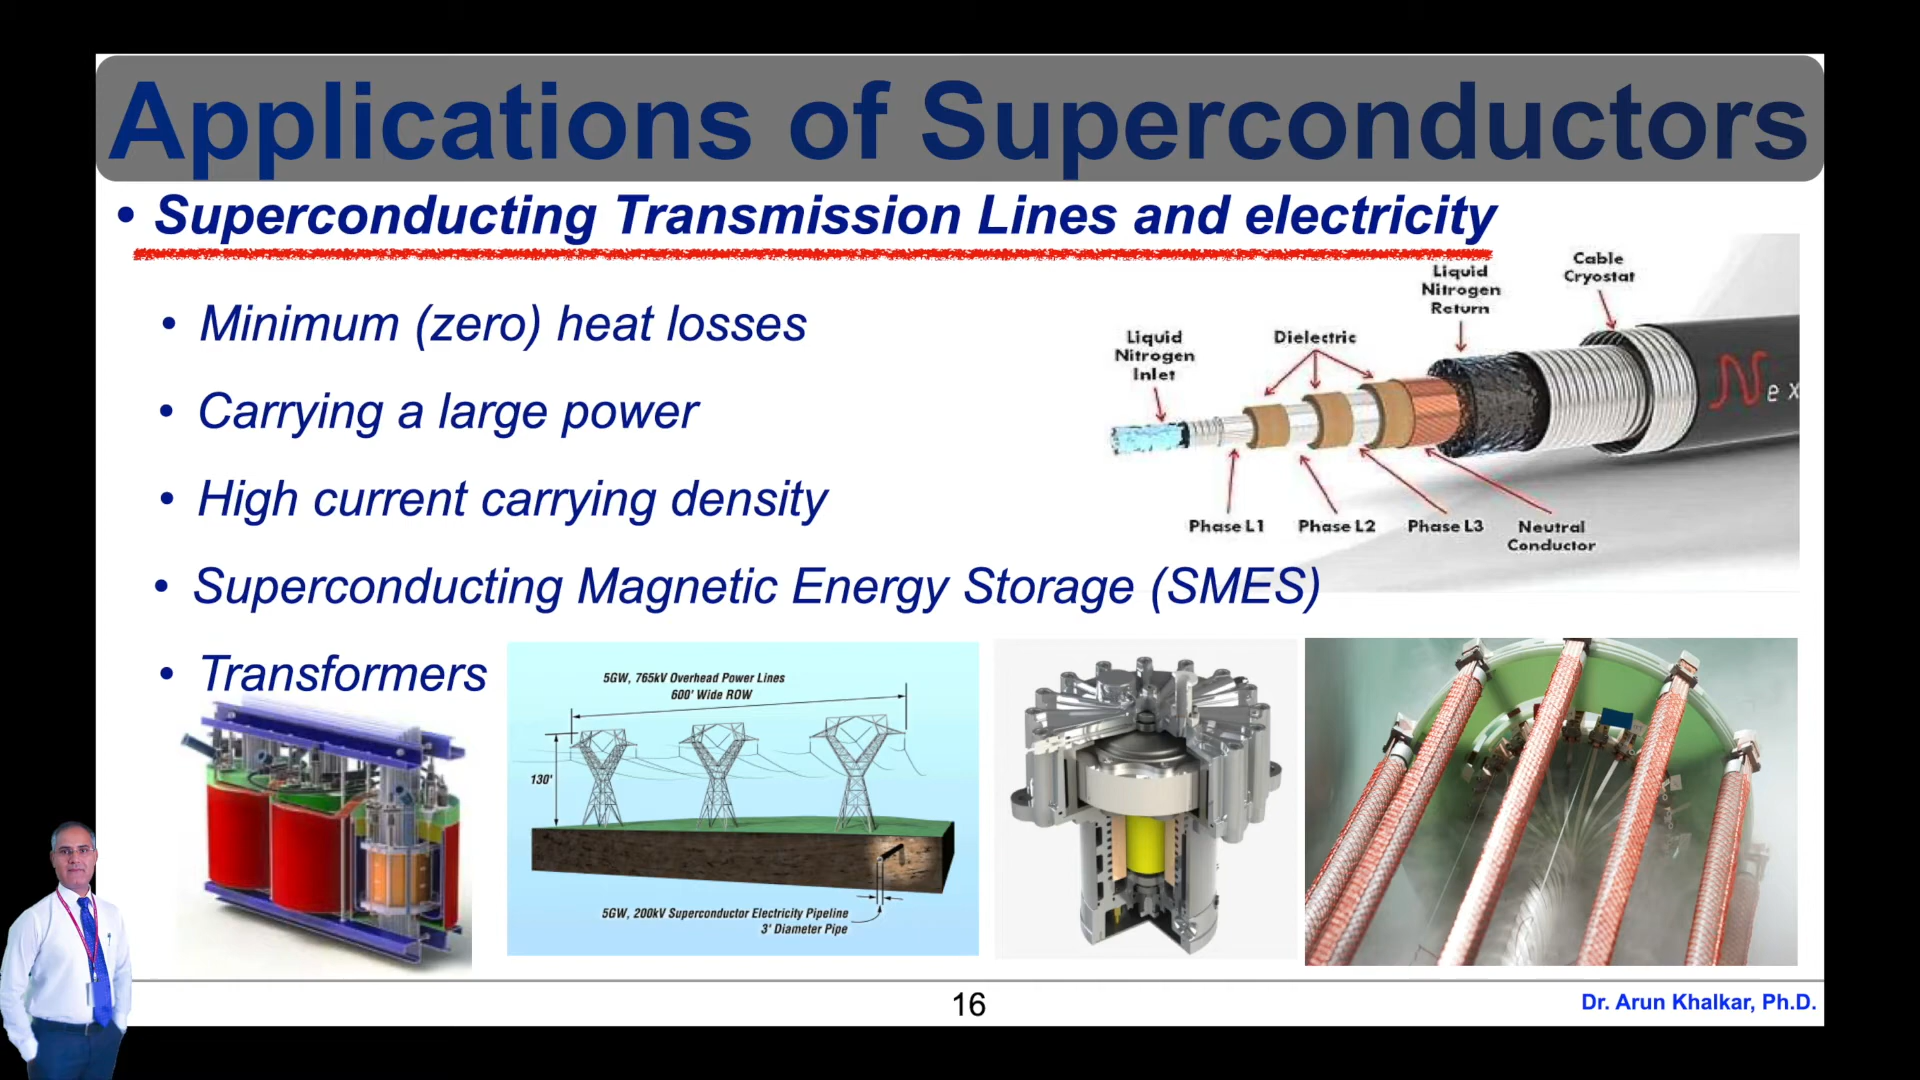 Applications of Superconductors
• Superconducting Transmission Lines and electricity
• Minimum (zero) heat losses
• Carrying a large power
• High current carrying density
• Superconducting Magnetic Energy Storage (SMES)
• Transformers
Cable
Cryostat
Liquid
Nitrogen
Return
Dielectric
Liquid
Nitrogen
Inlet
Nex
Phase L1
Phase L2
Phase L3
Neutral
Conductor
5GW, 765kV Overhead Power Lines
600' Wide ROW
130'
5GW, 200kV Superconductor Electricity Pipeline
3' Diameter Pipe
16
Dr. Arun Khalkar, Ph.D.